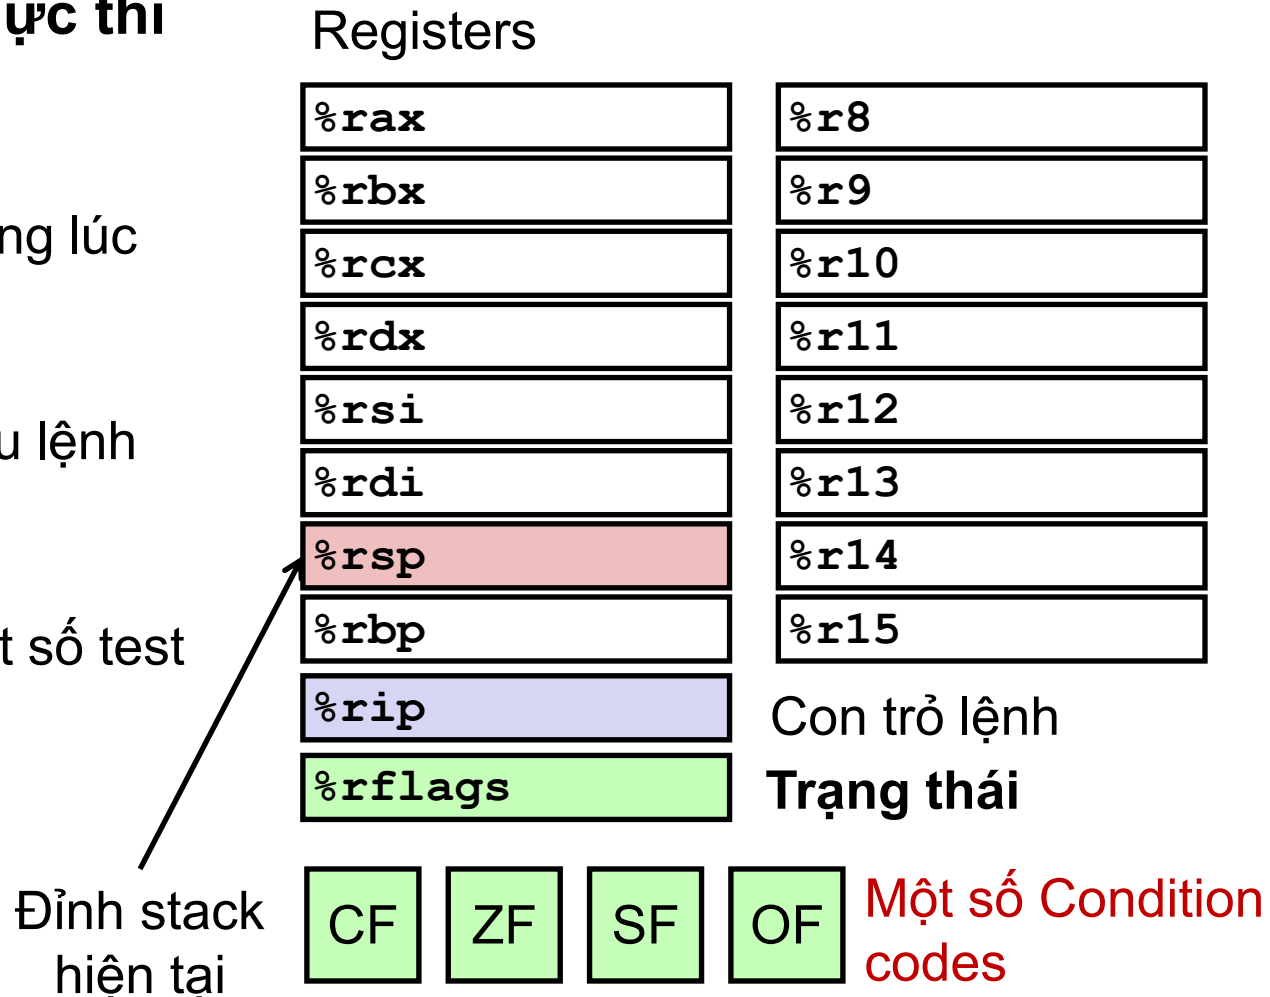 ực thi
Registers
%rax
%r8
%rbx
%r9
ng lúc
%rcx
%r10
%rdx
%r11
%rsi
%r12
u lệnh
%rdi
%r13
%rsp
%r14
t số test
%rbp
%r15
%rip
Con trỏ lệnh
%rflags
Trạng thái
Đỉnh stack
hiện tại
CF
ZF
SF
OF
Một số Condition
codes